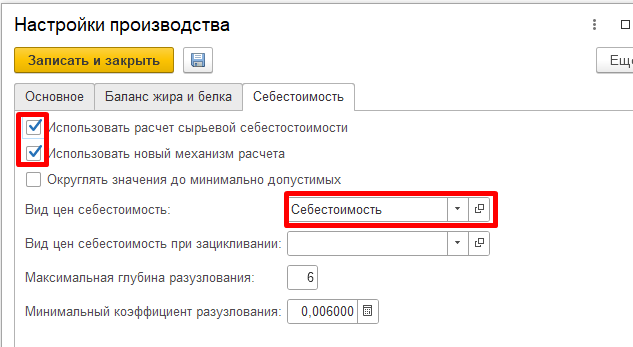 Настройки производства
Записать и закрыть
Ещё
Основное Баланс жира и белка Себестоимость
Использовать расчет сырьевой себестостоимости
Использовать новый механизм расчета
Округлять значения до минимально допустимых
Вид цен себестоимость: Себестоимость
Вид цен себестоимость при зацикливании:
Максимальная глубина разузлования: 6
Минимальный коэффициент разузлования: 0,006000